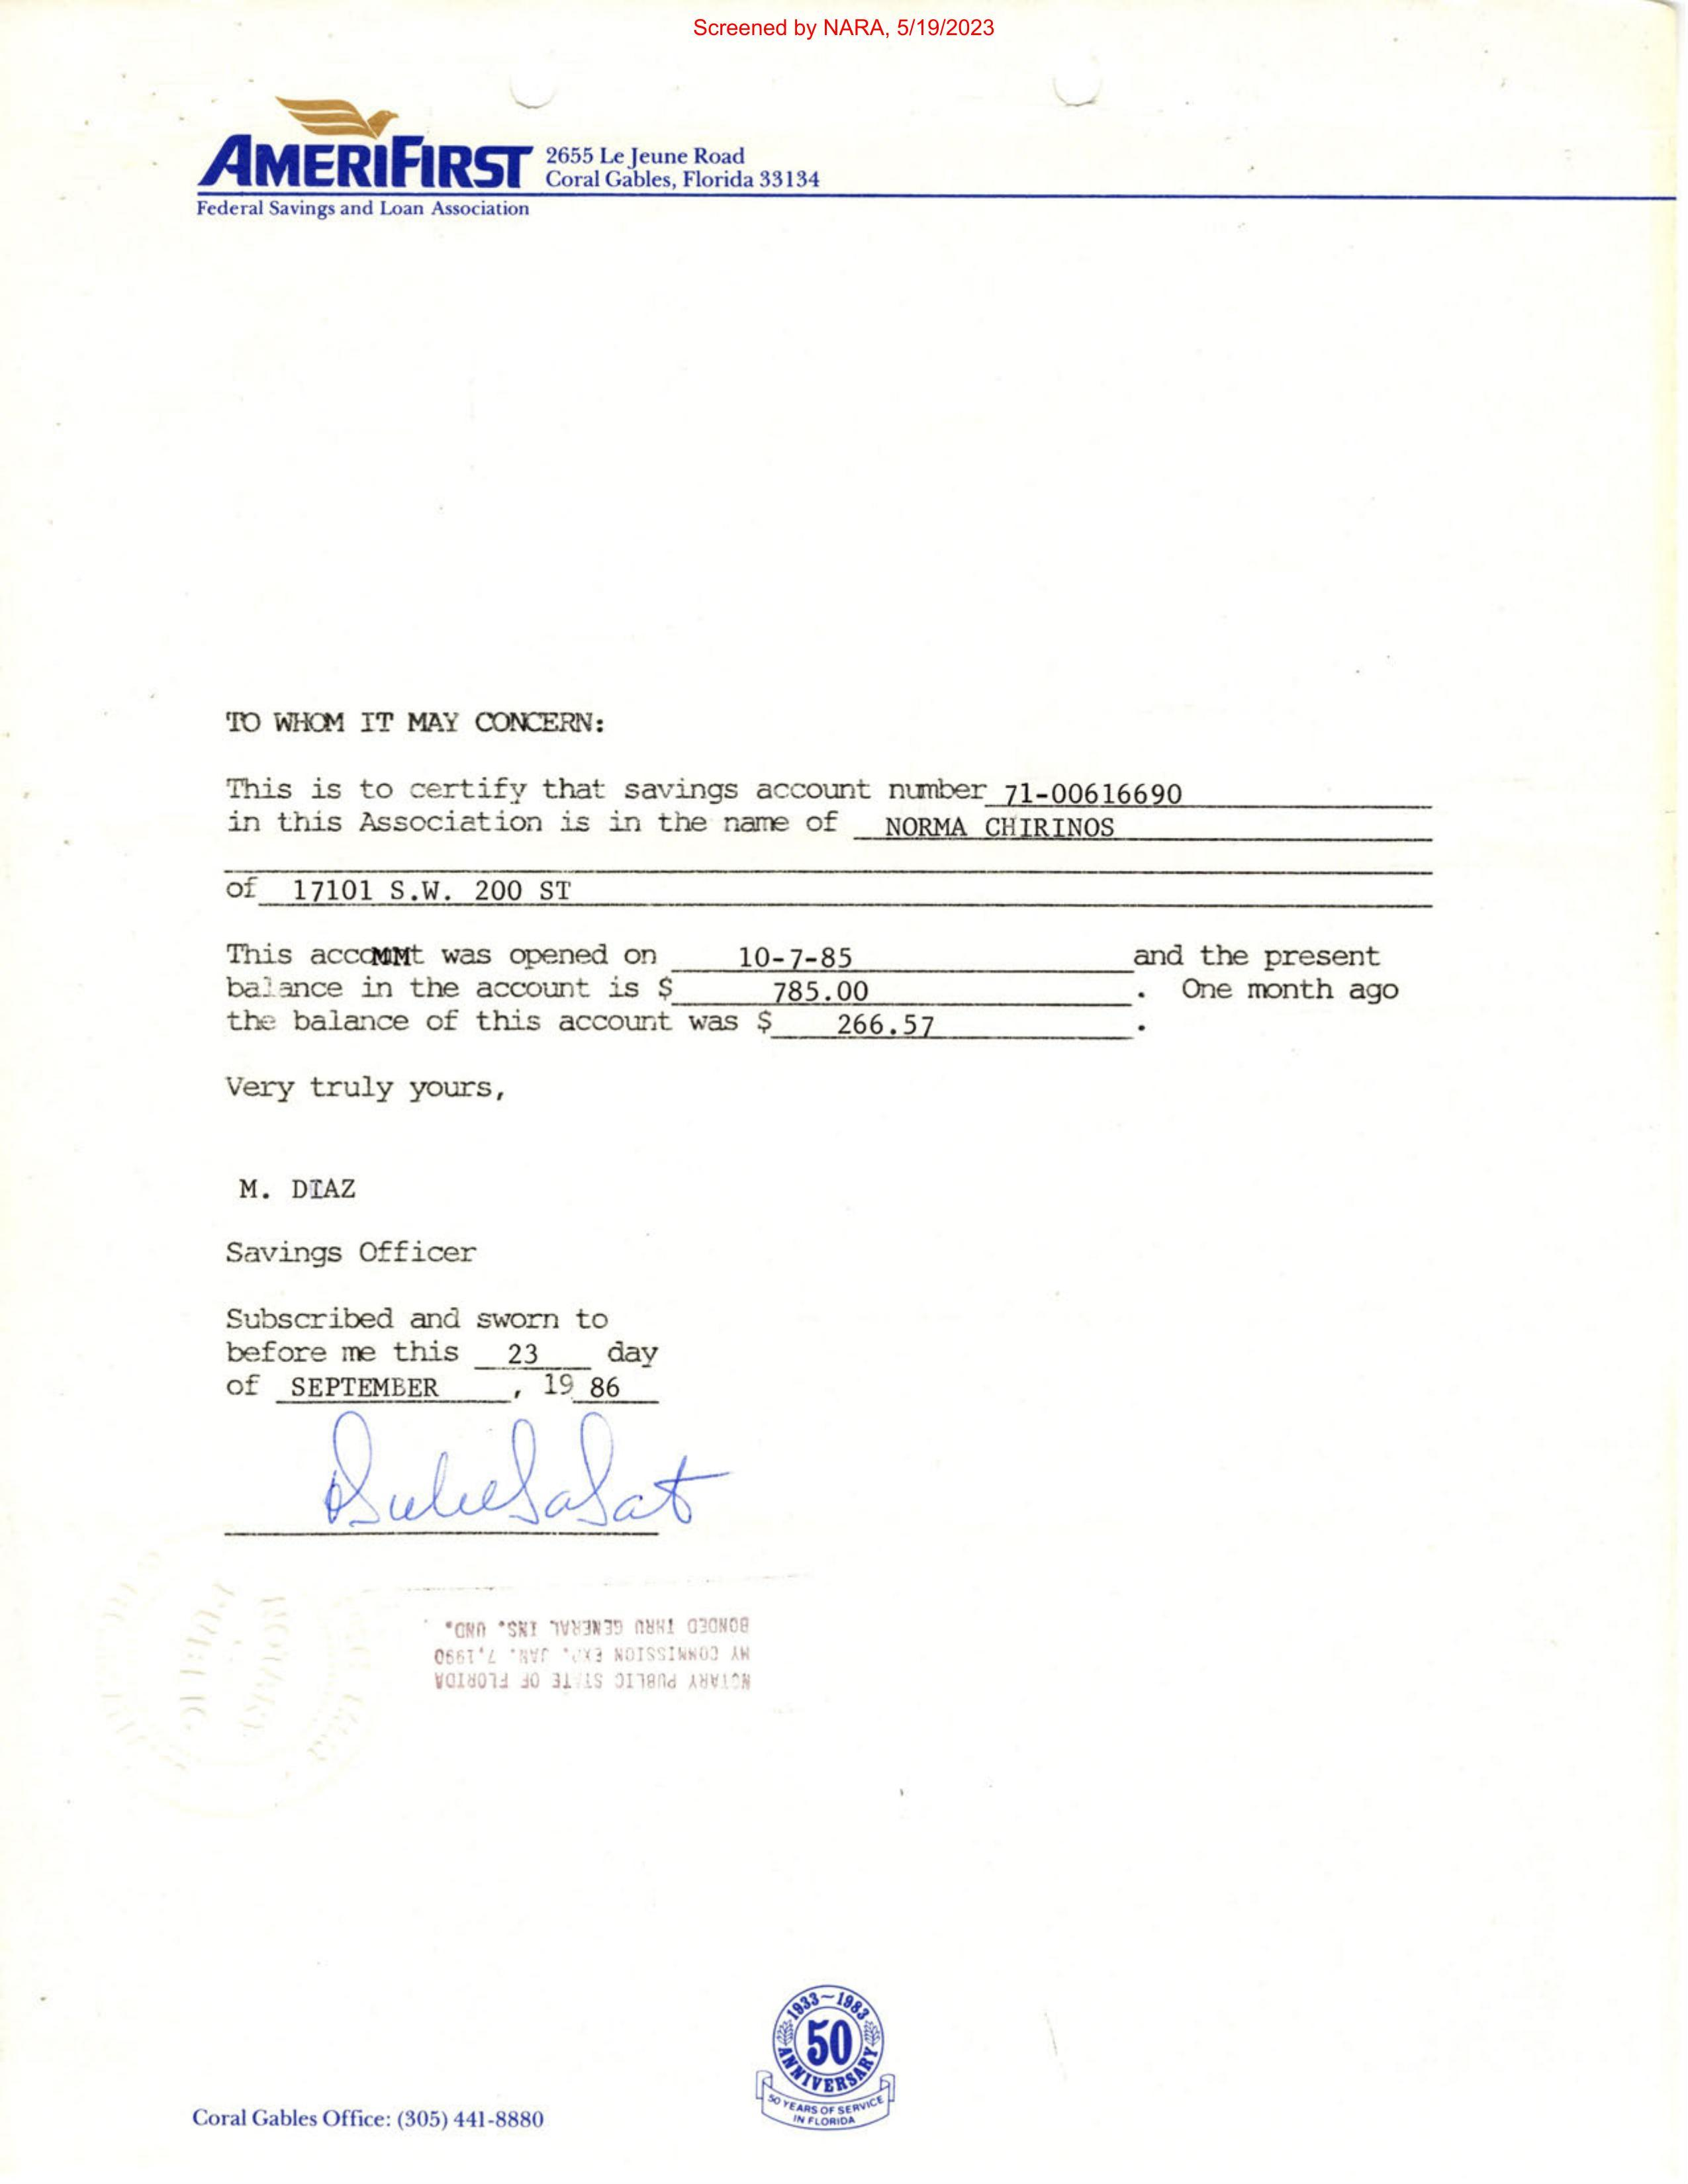 Screened by NARA, 5/19/2023
AMERIFIRST
2655 Le Jeune Road
Coral Gables, Florida 33134
Federal Savings and Loan Association
TO WHOM IT MAY CONCERN:
This is to certify that savings account number 71-00616690
in this Association is in the name of NORMA CHIRINOS
of 17101 S.W. 200 ST
This accoMMt was opened on 10-7-85 and the present
balance in the account is $ 785.00 . One month ago
the balance of this account was $ 266.57 .
Very truly yours,
M. DIAZ
Savings Officer
Subscribed and sworn to
before me this 23 day
of SEPTEMBER , 19 86
NOTARY PUBLIC STATE OF FLORIDA
MY COMMISSION EXP. JAN. 7,1990
BONDED THRU GENERAL INS. UND.
NOTARY
PUBLIC
1933~1983
50
ANNIVERSARY
50 YEARS OF SERVICE
IN FLORIDA
Coral Gables Office: (305) 441-8880